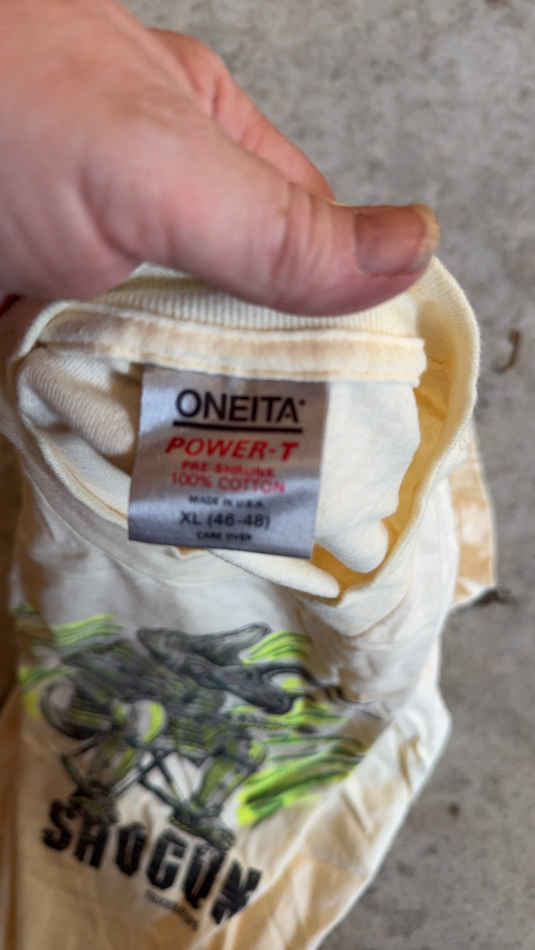 ONEITA
POWER-T
PRE-SHRUNK
100% COTTON
MADE IN U.S.A.
XL (46-48)
CARE OVER
SHOGUN